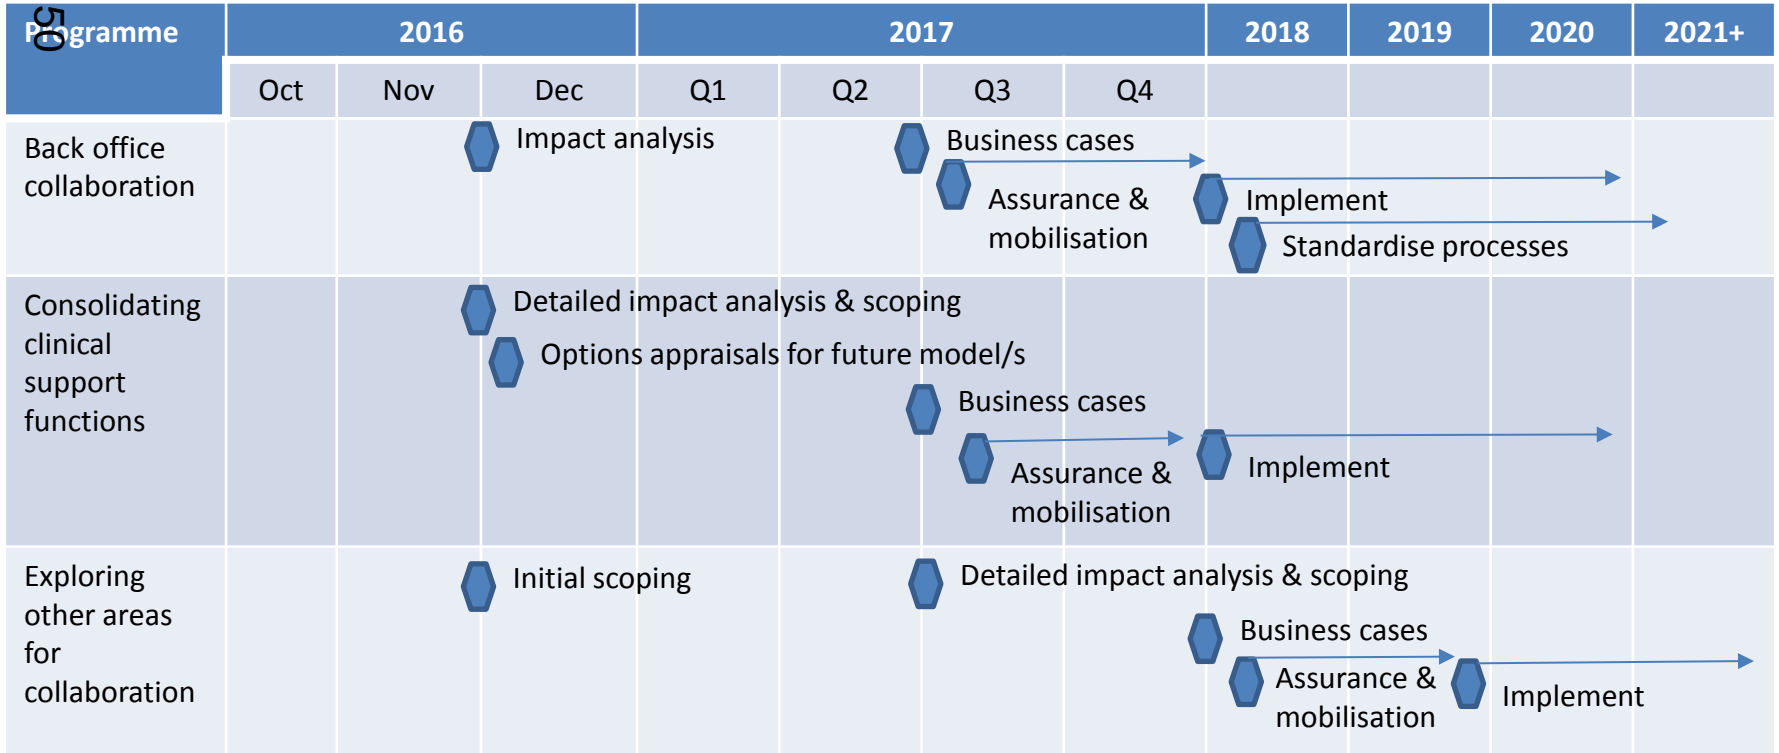 50
Programme 2016 2017 2018 2019 2020 2021+
Oct Nov Dec Q1 Q2 Q3 Q4
Back office
collaboration
Impact analysis
Business cases
Assurance &
mobilisation
Implement
Standardise processes
Consolidating
clinical
support
functions
Detailed impact analysis & scoping
Options appraisals for future model/s
Business cases
Assurance &
mobilisation
Implement
Exploring
other areas
for
collaboration
Initial scoping
Detailed impact analysis & scoping
Business cases
Assurance &
mobilisation
Implement